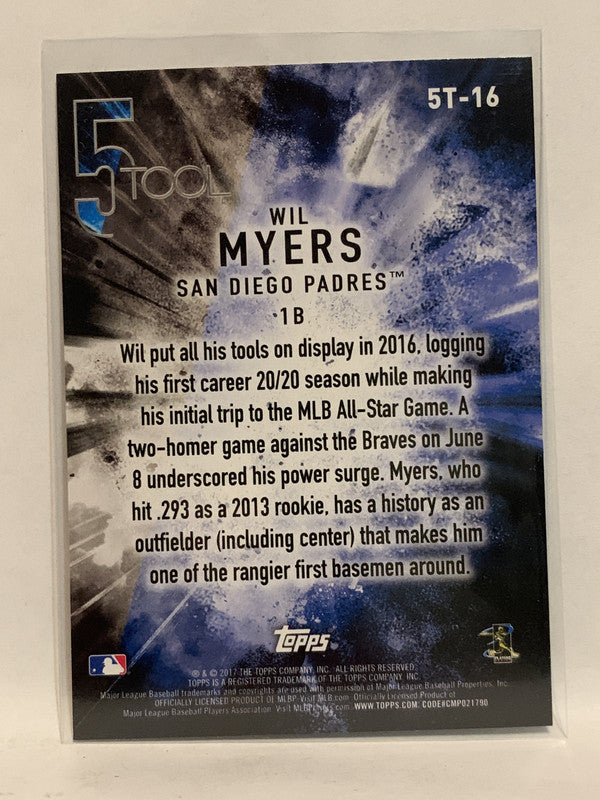 5T-16
5 TOOL
WIL
MYERS
SAN DIEGO PADRES™
1B
Wil put all his tools on display in 2016, logging
his first career 20/20 season while making
his initial trip to the MLB All-Star Game. A
two-homer game against the Braves on June
8 underscored his power surge. Myers, who
hit .293 as a 2013 rookie, has a history as an
outfielder (including center) that makes him
one of the rangier first basemen around.
topps
® & © 2017 THE TOPPS COMPANY, INC. ALL RIGHTS RESERVED.
TOPPS IS A REGISTERED TRADEMARK OF THE TOPPS COMPANY, INC.
Major League Baseball trademarks and copyrights are used with permission of Major League Baseball Properties, Inc.
OFFICIALLY LICENSED PRODUCT OF MLBP Visit MLB.com Officially Licensed Product of
Major League Baseball Players Association. Visit MLBPlayers.com WWW.TOPPS.COM. CODE#CMP021790